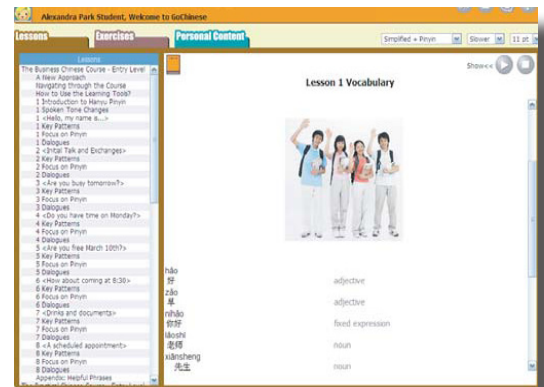 Alexandra Park Student, Welcome to GoChinese
Lessons
Exercises
Personal Content
Simplified + Pinyin
Slower
11 pt
Lessons
The Business Chinese Course - Entry Level
A New Approach
Navigating through the Course
How to Use the Learning Tools?
1 Introduction to Hanyu Pinyin
1 Spoken Tone Changes
1 <Hello, my name is...>
1 Key Patterns
1 Focus on Pinyin
1 Dialogues
2 <Initial Talk and Exchanges>
2 Key Patterns
2 Focus on Pinyin
2 Dialogues
3 <Are you busy tomorrow?>
3 Key Patterns
3 Focus on Pinyin
3 Dialogues
4 <Do you have time on Monday?>
4 Key Patterns
4 Focus on Pinyin
4 Dialogues
5 <Are you free March 10th?>
5 Key Patterns
5 Focus on Pinyin
5 Dialogues
6 <How about coming at 8:30>
6 Key Patterns
6 Focus on Pinyin
6 Dialogues
7 <Drinks and documents>
7 Key Patterns
7 Focus on Pinyin
7 Dialogues
8 <A scheduled appointment>
8 Key Patterns
8 Focus on Pinyin
8 Dialogues
Appendix: Helpful Phrases
Show<<
Lesson 1 Vocabulary
hǎo
好 adjective
zǎo
早 adjective
nǐhǎo
你好 fixed expression
lǎoshī
老师 noun
xiānsheng
先生 noun